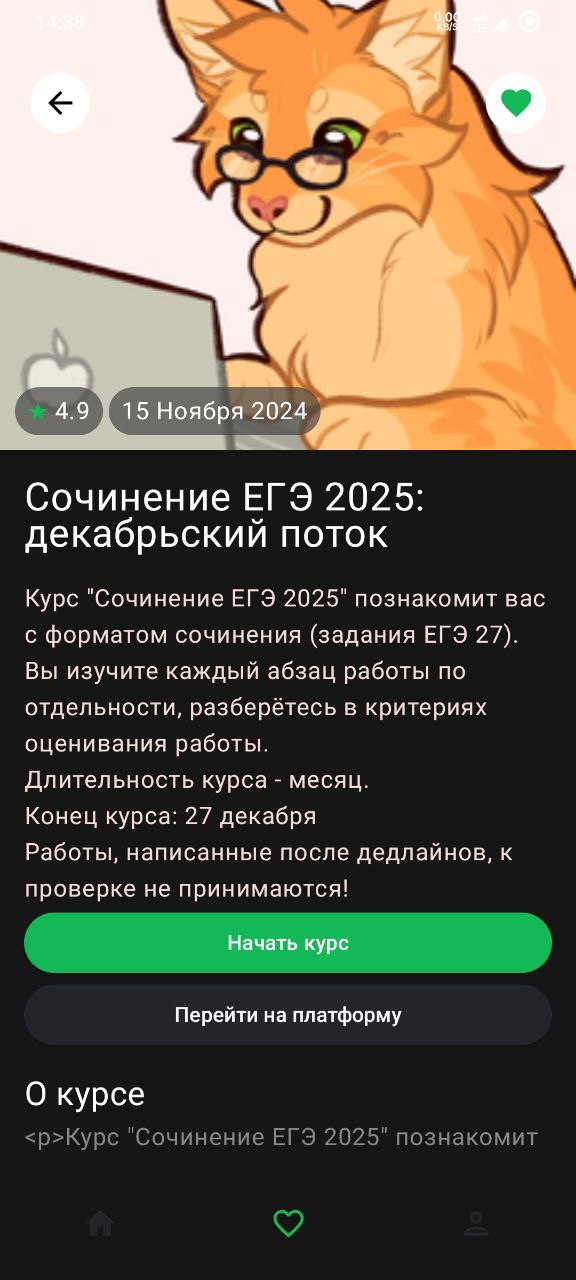 14:38
0.00
KB/S
4G
4.9
15 Ноября 2024
Сочинение ЕГЭ 2025:
декабрьский поток
Курс "Сочинение ЕГЭ 2025" познакомит вас
с форматом сочинения (задания ЕГЭ 27).
Вы изучите каждый абзац работы по
отдельности, разберётесь в критериях
оценивания работы.
Длительность курса - месяц.
Конец курса: 27 декабря
Работы, написанные после дедлайнов, к
проверке не принимаются!
Начать курс
Перейти на платформу
О курсе
<p>Курс "Сочинение ЕГЭ 2025" познакомит